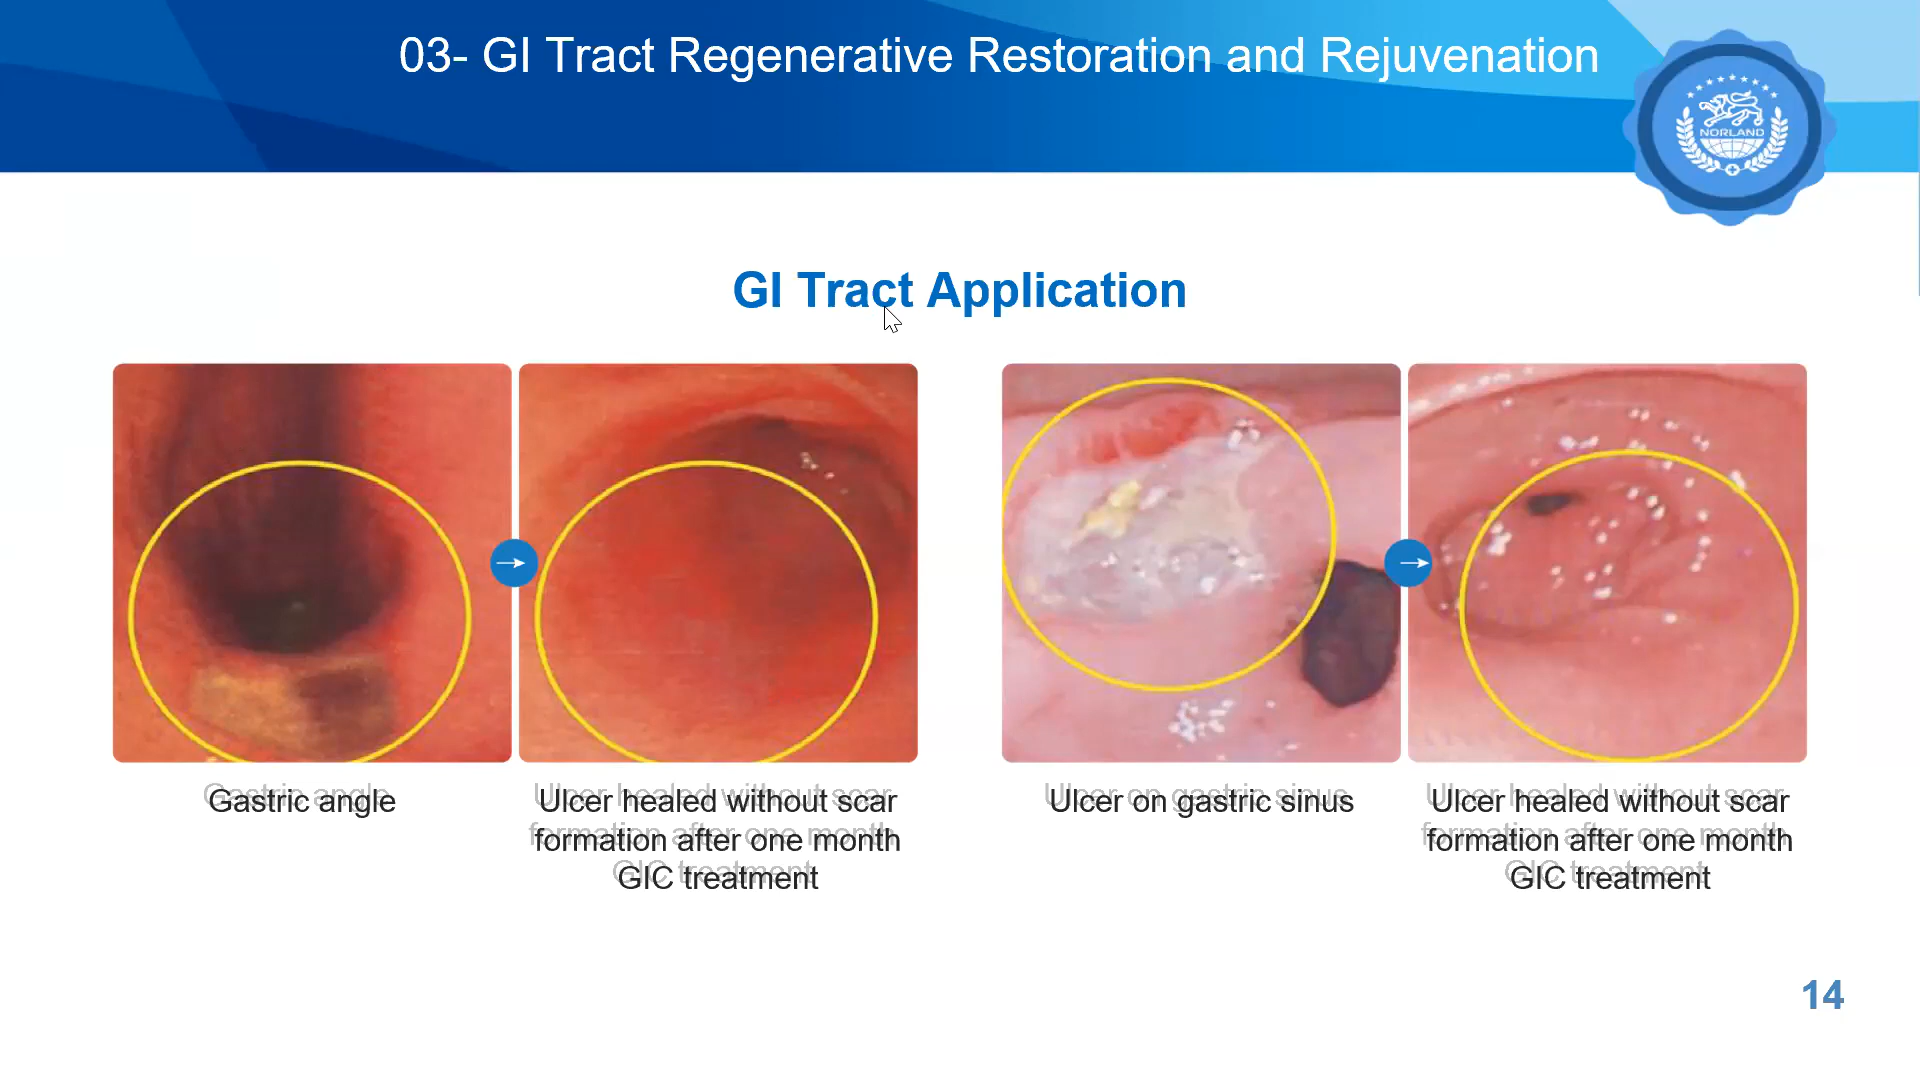 03- GI Tract Regenerative Restoration and Rejuvenation
NORLAND
GI Tract Application
Gastric angle
Ulcer healed without scar
formation after one month
GIC treatment
Ulcer on gastric sinus
Ulcer healed without scar
formation after one month
GIC treatment
14